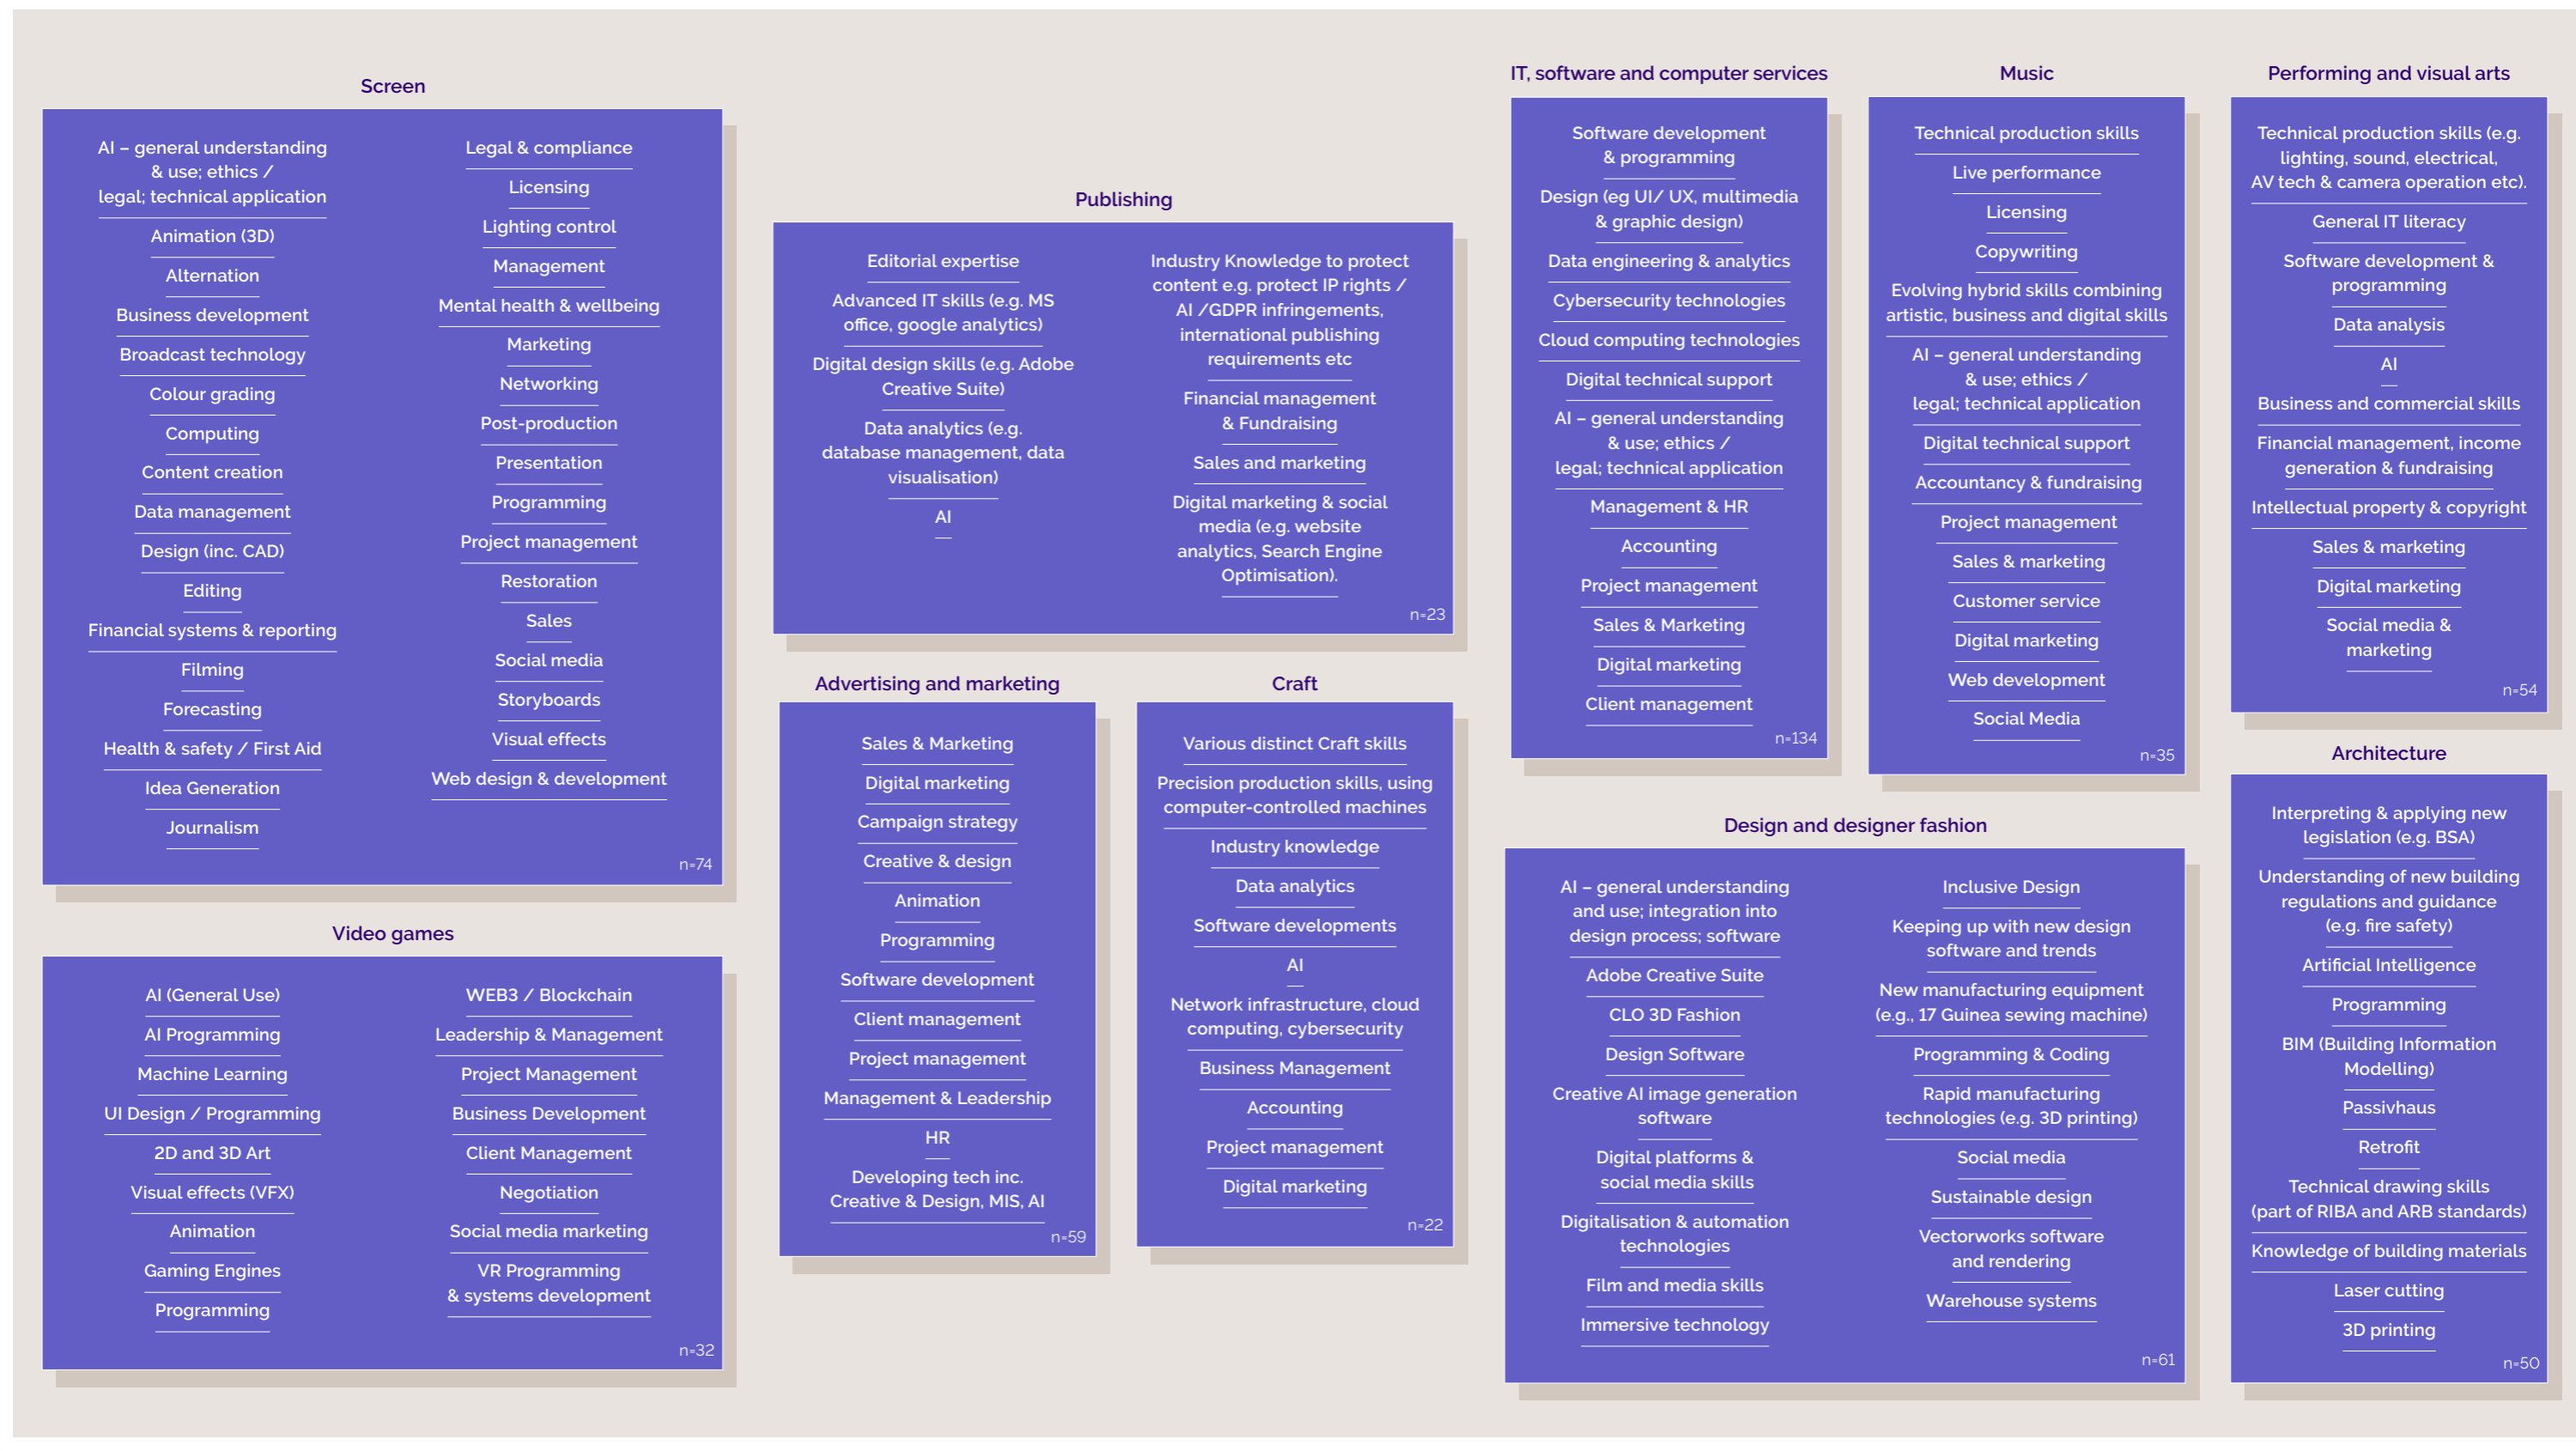 Screen
AI – general understanding
& use; ethics /
legal; technical application
Animation (3D)
Alternation
Business development
Broadcast technology
Colour grading
Computing
Content creation
Data management
Design (inc. CAD)
Editing
Financial systems & reporting
Filming
Forecasting
Health & safety / First Aid
Idea Generation
Journalism
Legal & compliance
Licensing
Lighting control
Management
Mental health & wellbeing
Marketing
Networking
Post-production
Presentation
Programming
Project management
Restoration
Sales
Social media
Storyboards
Visual effects
Web design & development
n=74
Video games
AI (General Use)
AI Programming
Machine Learning
UI Design / Programming
2D and 3D Art
Visual effects (VFX)
Animation
Gaming Engines
Programming
WEB3 / Blockchain
Leadership & Management
Project Management
Business Development
Client Management
Negotiation
Social media marketing
VR Programming
& systems development
n=32
Publishing
Editorial expertise
Advanced IT skills (e.g. MS
office, google analytics)
Digital design skills (e.g. Adobe
Creative Suite)
Data analytics (e.g.
database management, data
visualisation)
AI
Industry Knowledge to protect
content e.g. protect IP rights /
AI /GDPR infringements,
international publishing
requirements etc
Financial management
& Fundraising
Sales and marketing
Digital marketing & social
media (e.g. website
analytics, Search Engine
Optimisation).
n=23
Advertising and marketing
Sales & Marketing
Digital marketing
Campaign strategy
Creative & design
Animation
Programming
Software development
Client management
Project management
Management & Leadership
HR
Developing tech inc.
Creative & Design, MIS, AI
n=59
Craft
Various distinct Craft skills
Precision production skills, using
computer-controlled machines
Industry knowledge
Data analytics
Software developments
AI
Network infrastructure, cloud
computing, cybersecurity
Business Management
Accounting
Project management
Digital marketing
n=22
IT, software and computer services
Software development
& programming
Design (eg UI/ UX, multimedia
& graphic design)
Data engineering & analytics
Cybersecurity technologies
Cloud computing technologies
Digital technical support
AI – general understanding
& use; ethics /
legal; technical application
Management & HR
Accounting
Project management
Sales & Marketing
Digital marketing
Client management
n=134
Music
Technical production skills
Live performance
Licensing
Copywriting
Evolving hybrid skills combining
artistic, business and digital skills
AI – general understanding
& use; ethics /
legal; technical application
Digital technical support
Accountancy & fundraising
Project management
Sales & marketing
Customer service
Digital marketing
Web development
Social Media
n=35
Performing and visual arts
Technical production skills (e.g.
lighting, sound, electrical,
AV tech & camera operation etc).
General IT literacy
Software development &
programming
Data analysis
AI
Business and commercial skills
Financial management, income
generation & fundraising
Intellectual property & copyright
Sales & marketing
Digital marketing
Social media &
marketing
n=54
Design and designer fashion
AI – general understanding
and use; integration into
design process; software
Adobe Creative Suite
CLO 3D Fashion
Design Software
Creative AI image generation
software
Digital platforms &
social media skills
Digitalisation & automation
technologies
Film and media skills
Immersive technology
Inclusive Design
Keeping up with new design
software and trends
New manufacturing equipment
(e.g., 17 Guinea sewing machine)
Programming & Coding
Rapid manufacturing
technologies (e.g. 3D printing)
Social media
Sustainable design
Vectorworks software
and rendering
Warehouse systems
n=61
Architecture
Interpreting & applying new
legislation (e.g. BSA)
Understanding of new building
regulations and guidance
(e.g. fire safety)
Artificial Intelligence
Programming
BIM (Building Information
Modelling)
Passivhaus
Retrofit
Technical drawing skills
(part of RIBA and ARB standards)
Knowledge of building materials
Laser cutting
3D printing
n=50